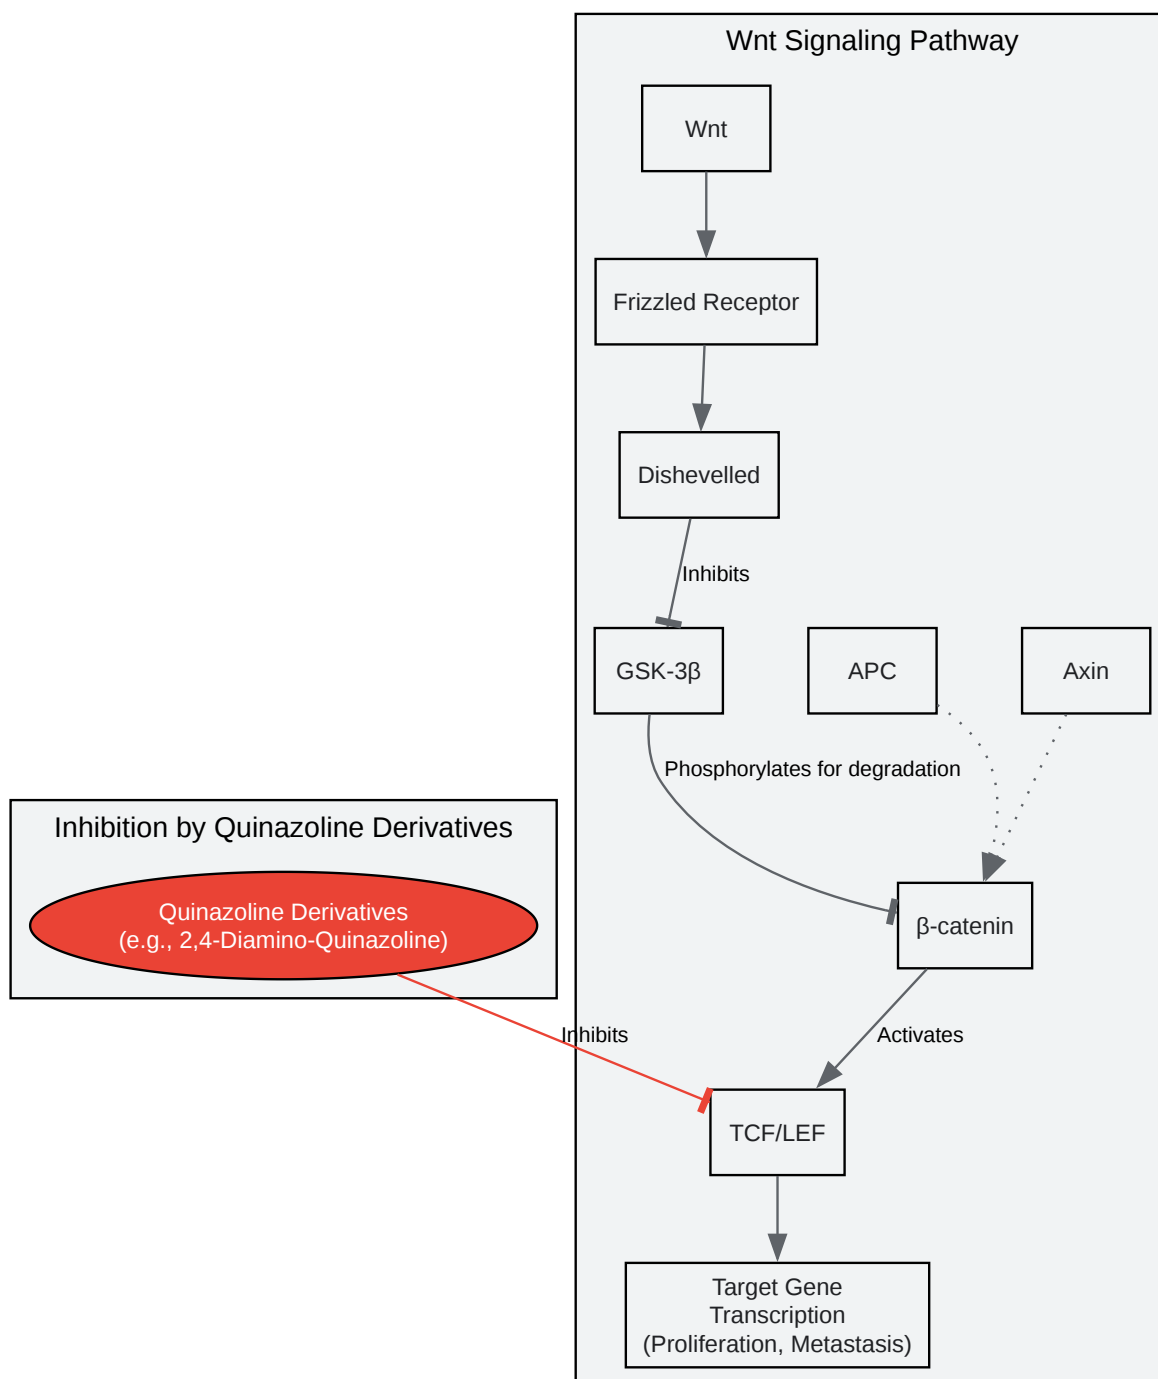 Wnt Signaling Pathway
Wnt
Frizzled Receptor
Dishevelled
Inhibits
GSK-3β
APC
Axin
Phosphorylates for degradation
Inhibition by Quinazoline Derivatives
Quinazoline Derivatives
(e.g., 2,4-Diamino-Quinazoline)
β-catenin
Inhibits
Activates
TCF/LEF
Target Gene
Transcription
(Proliferation, Metastasis)